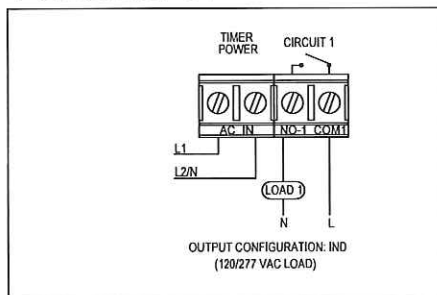 TIMER
POWER
CIRCUIT 1
AC IN
NO-1
COM1
L1
L2/N
LOAD 1
N
L
OUTPUT CONFIGURATION: IND
(120/277 VAC LOAD)